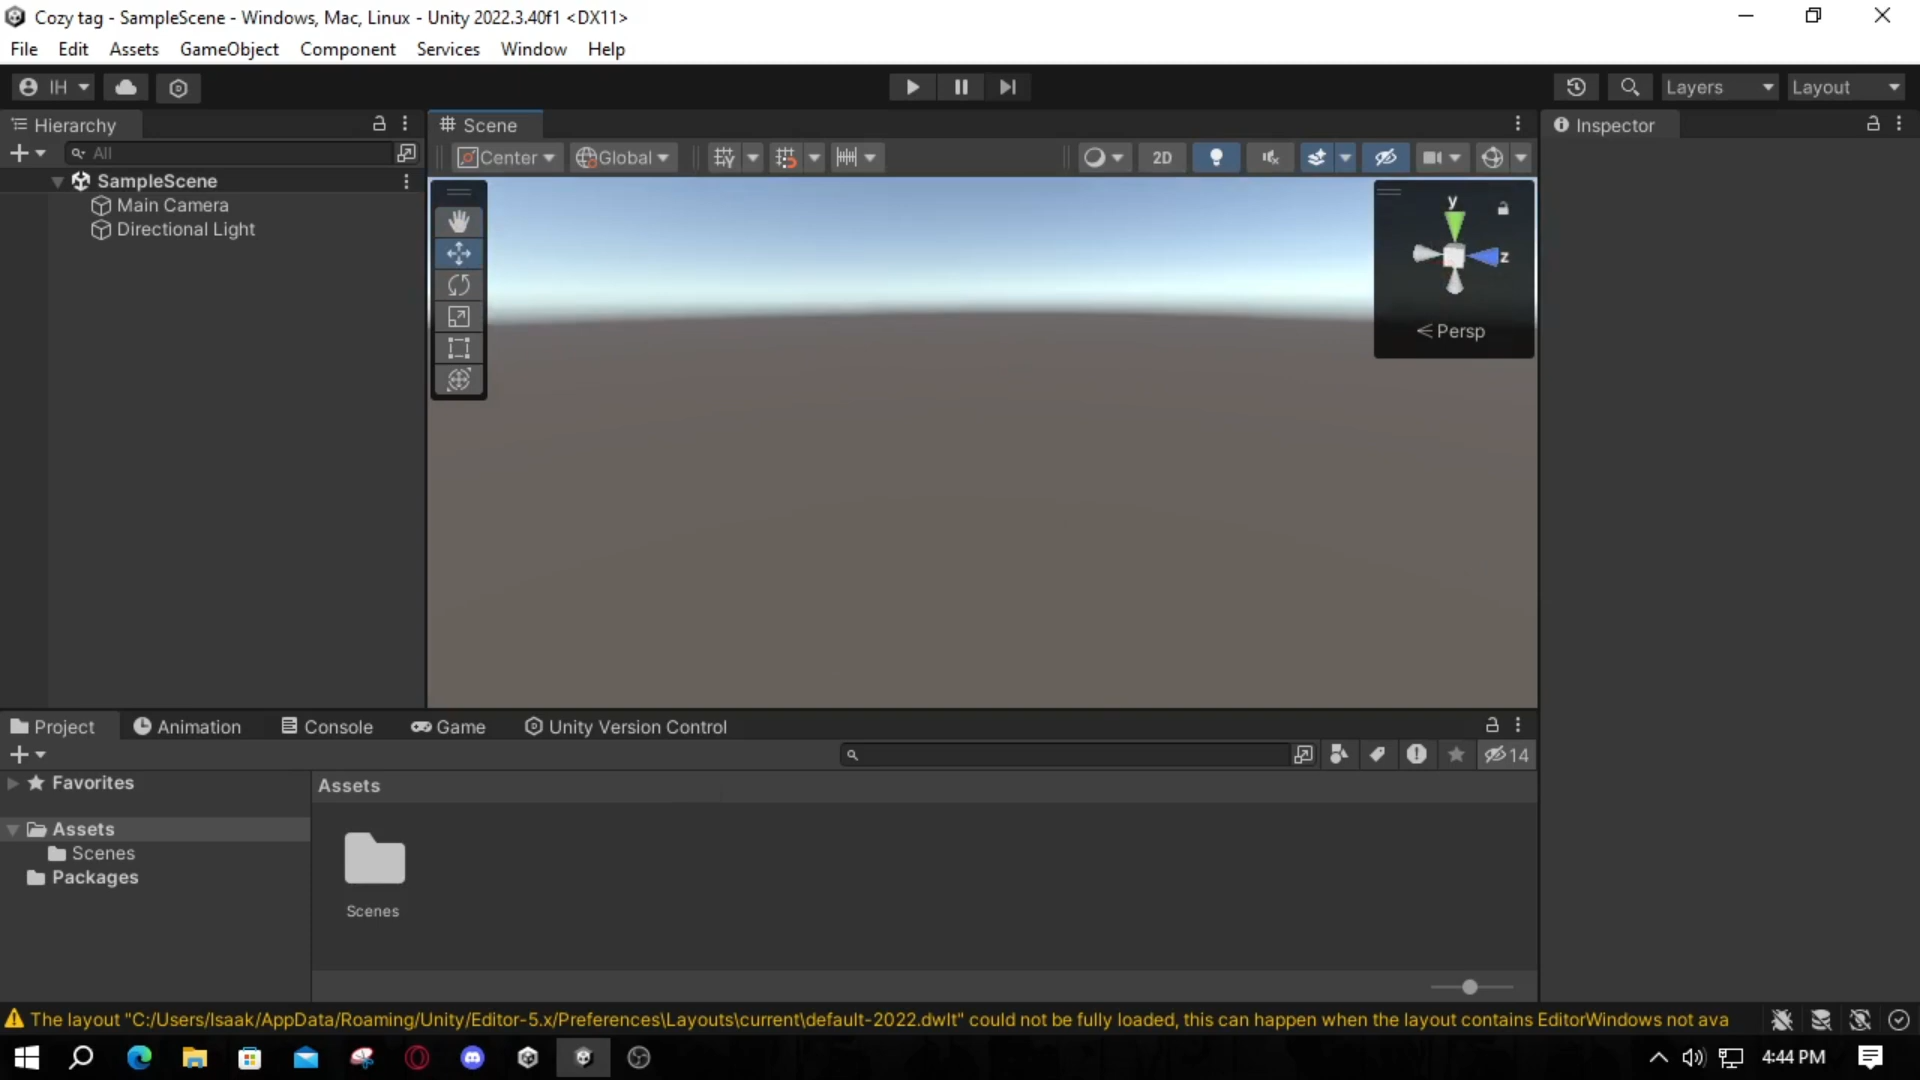 Cozy tag - SampleScene - Windows, Mac, Linux - Unity 2022.3.40f1 <DX11>
File Edit Assets GameObject Component Services Window Help
IH Layers Layout
Hierarchy Scene Inspector
All Center Global 2D
SampleScene
Main Camera
Directional Light
y
z
Persp
Project Animation Console Game Unity Version Control
14
Favorites
Assets
Assets
Scenes
Packages
Scenes
The layout "C:/Users/Isaak/AppData/Roaming/Unity/Editor-5.x/Preferences\Layouts\current\default-2022.dwlt" could not be fully loaded, this can happen when the layout contains EditorWindows not ava
4:44 PM